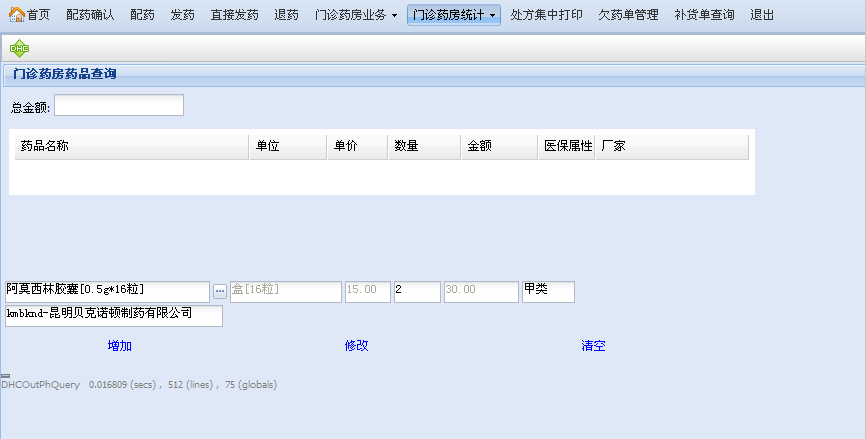 首页 配药确认 配药 发药 直接发药 退药 门诊药房业务 门诊药房统计 处方集中打印 欠药单管理 补货单查询 退出
DHC
门诊药房药品查询
总金额:
药品名称 单位 单价 数量 金额 医保属性 厂家
阿莫西林胶囊[0.5g*16粒] ... 盒[16粒] 15.00 2 30.00 甲类
kmbknd-昆明贝克诺顿制药有限公司
增加 修改 清空
DHCOutPhQuery 0.016809 (secs) , 512 (lines) , 75 (globals)